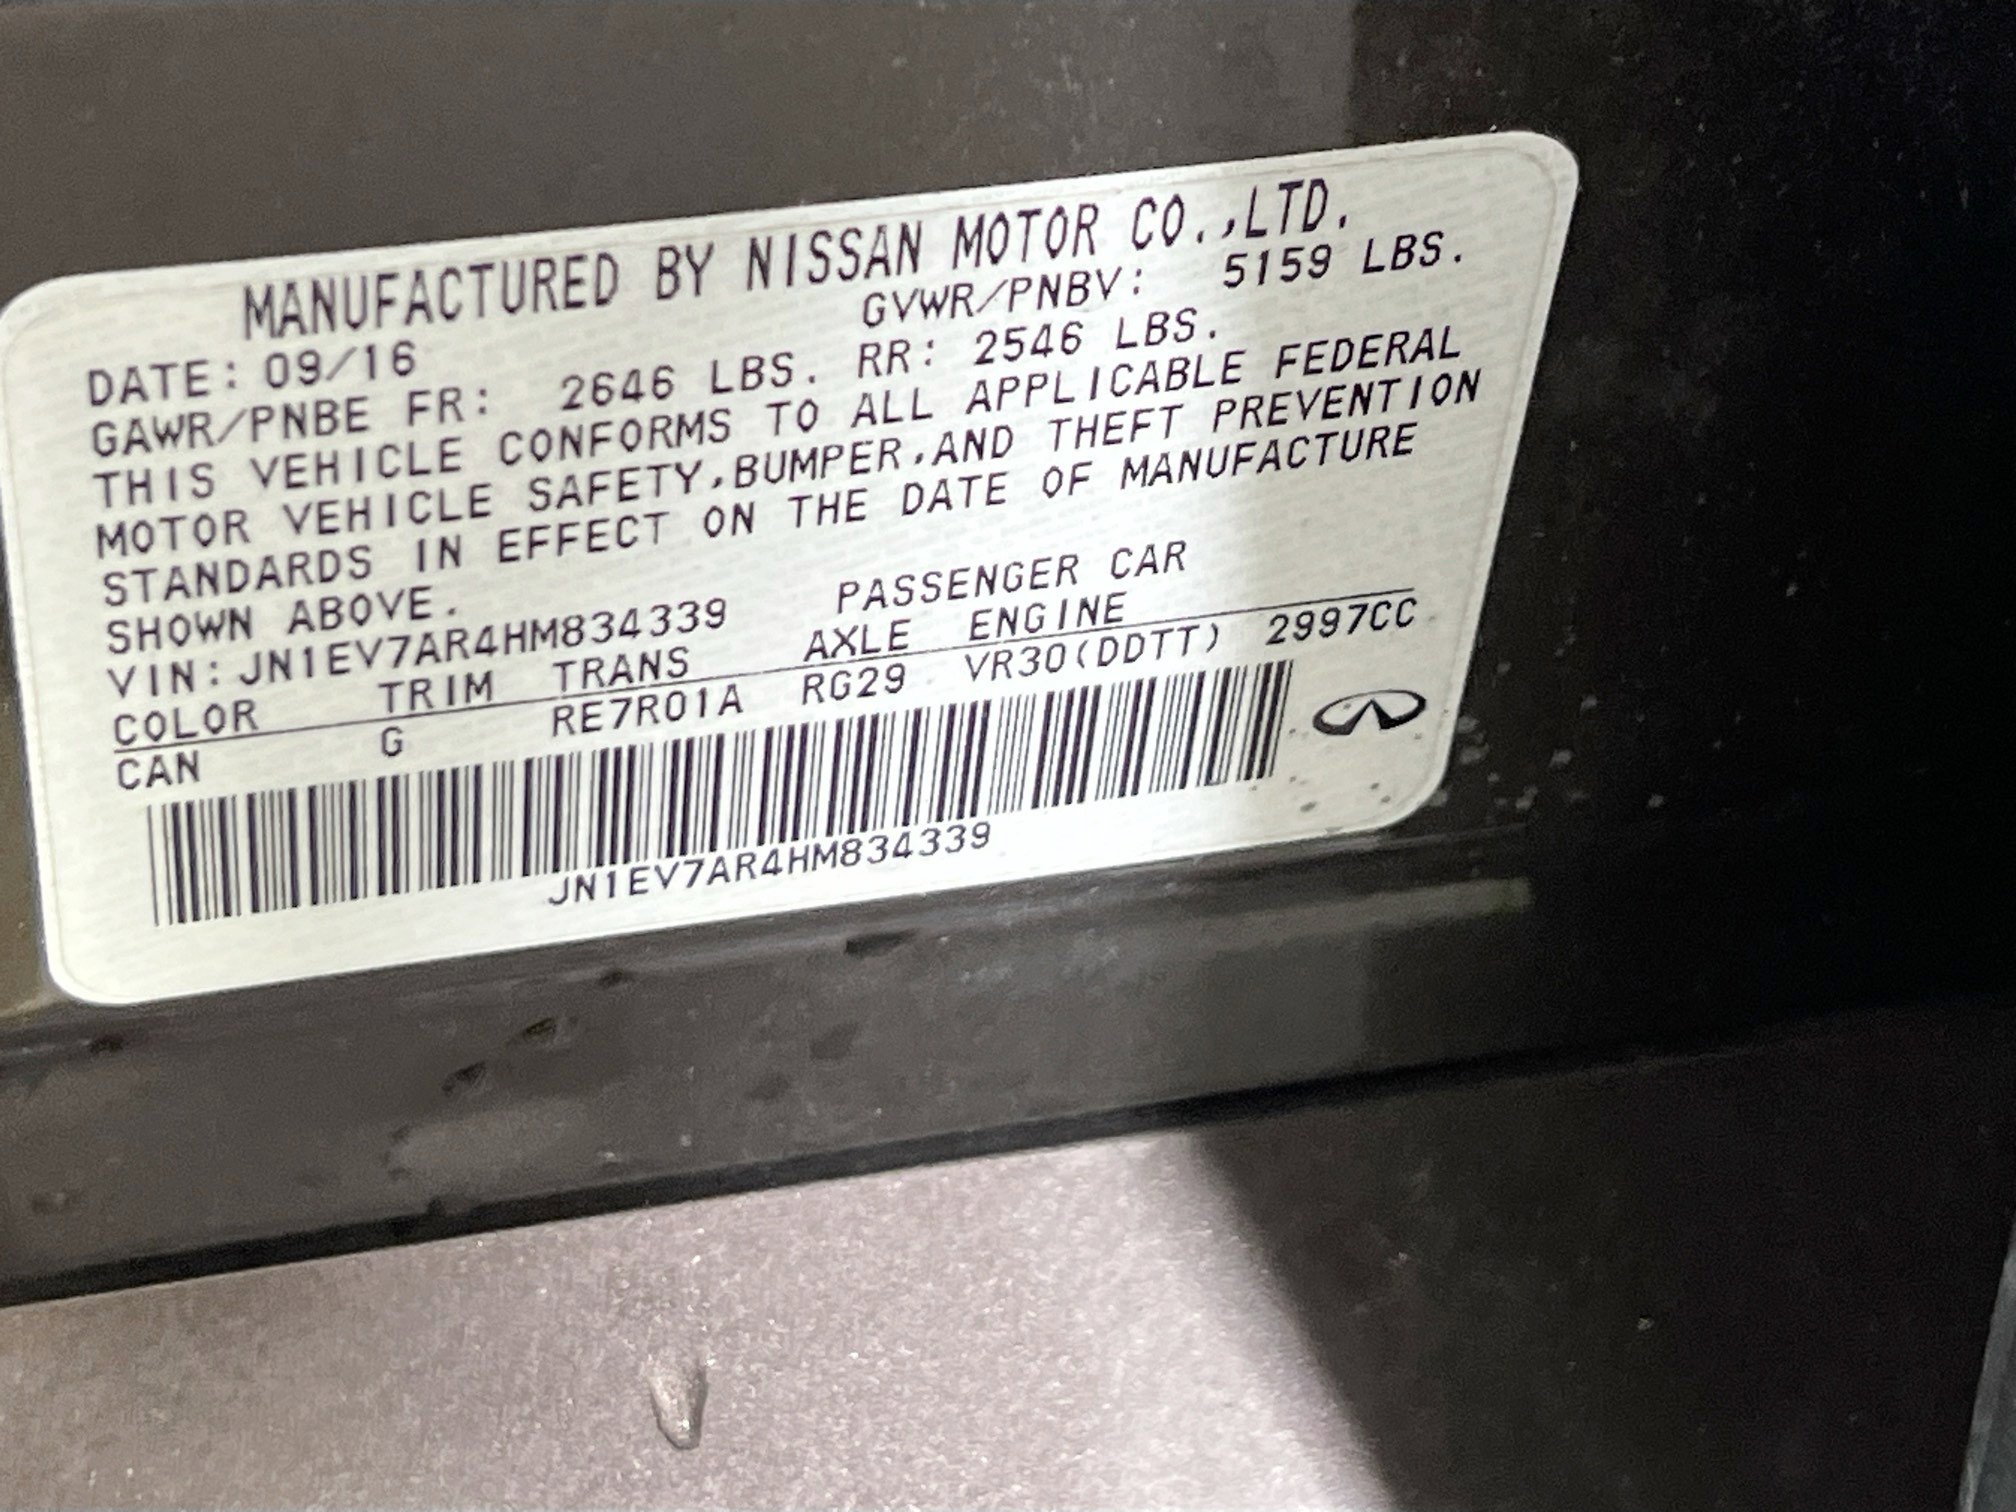 MANUFACTURED BY NISSAN MOTOR CO.,LTD.
DATE: 09/16 GVWR/PNBV: 5159 LBS.
GAWR/PNBE FR: 2646 LBS. RR: 2546 LBS.
THIS VEHICLE CONFORMS TO ALL APPLICABLE FEDERAL
MOTOR VEHICLE SAFETY,BUMPER,AND THEFT PREVENTION
STANDARDS IN EFFECT ON THE DATE OF MANUFACTURE
SHOWN ABOVE.
VIN: JN1EV7AR4HM834339 PASSENGER CAR
COLOR TRIM TRANS AXLE ENGINE
CAN G RE7R01A RG29 VR30(DDTT) 2997CC
JN1EV7AR4HM834339